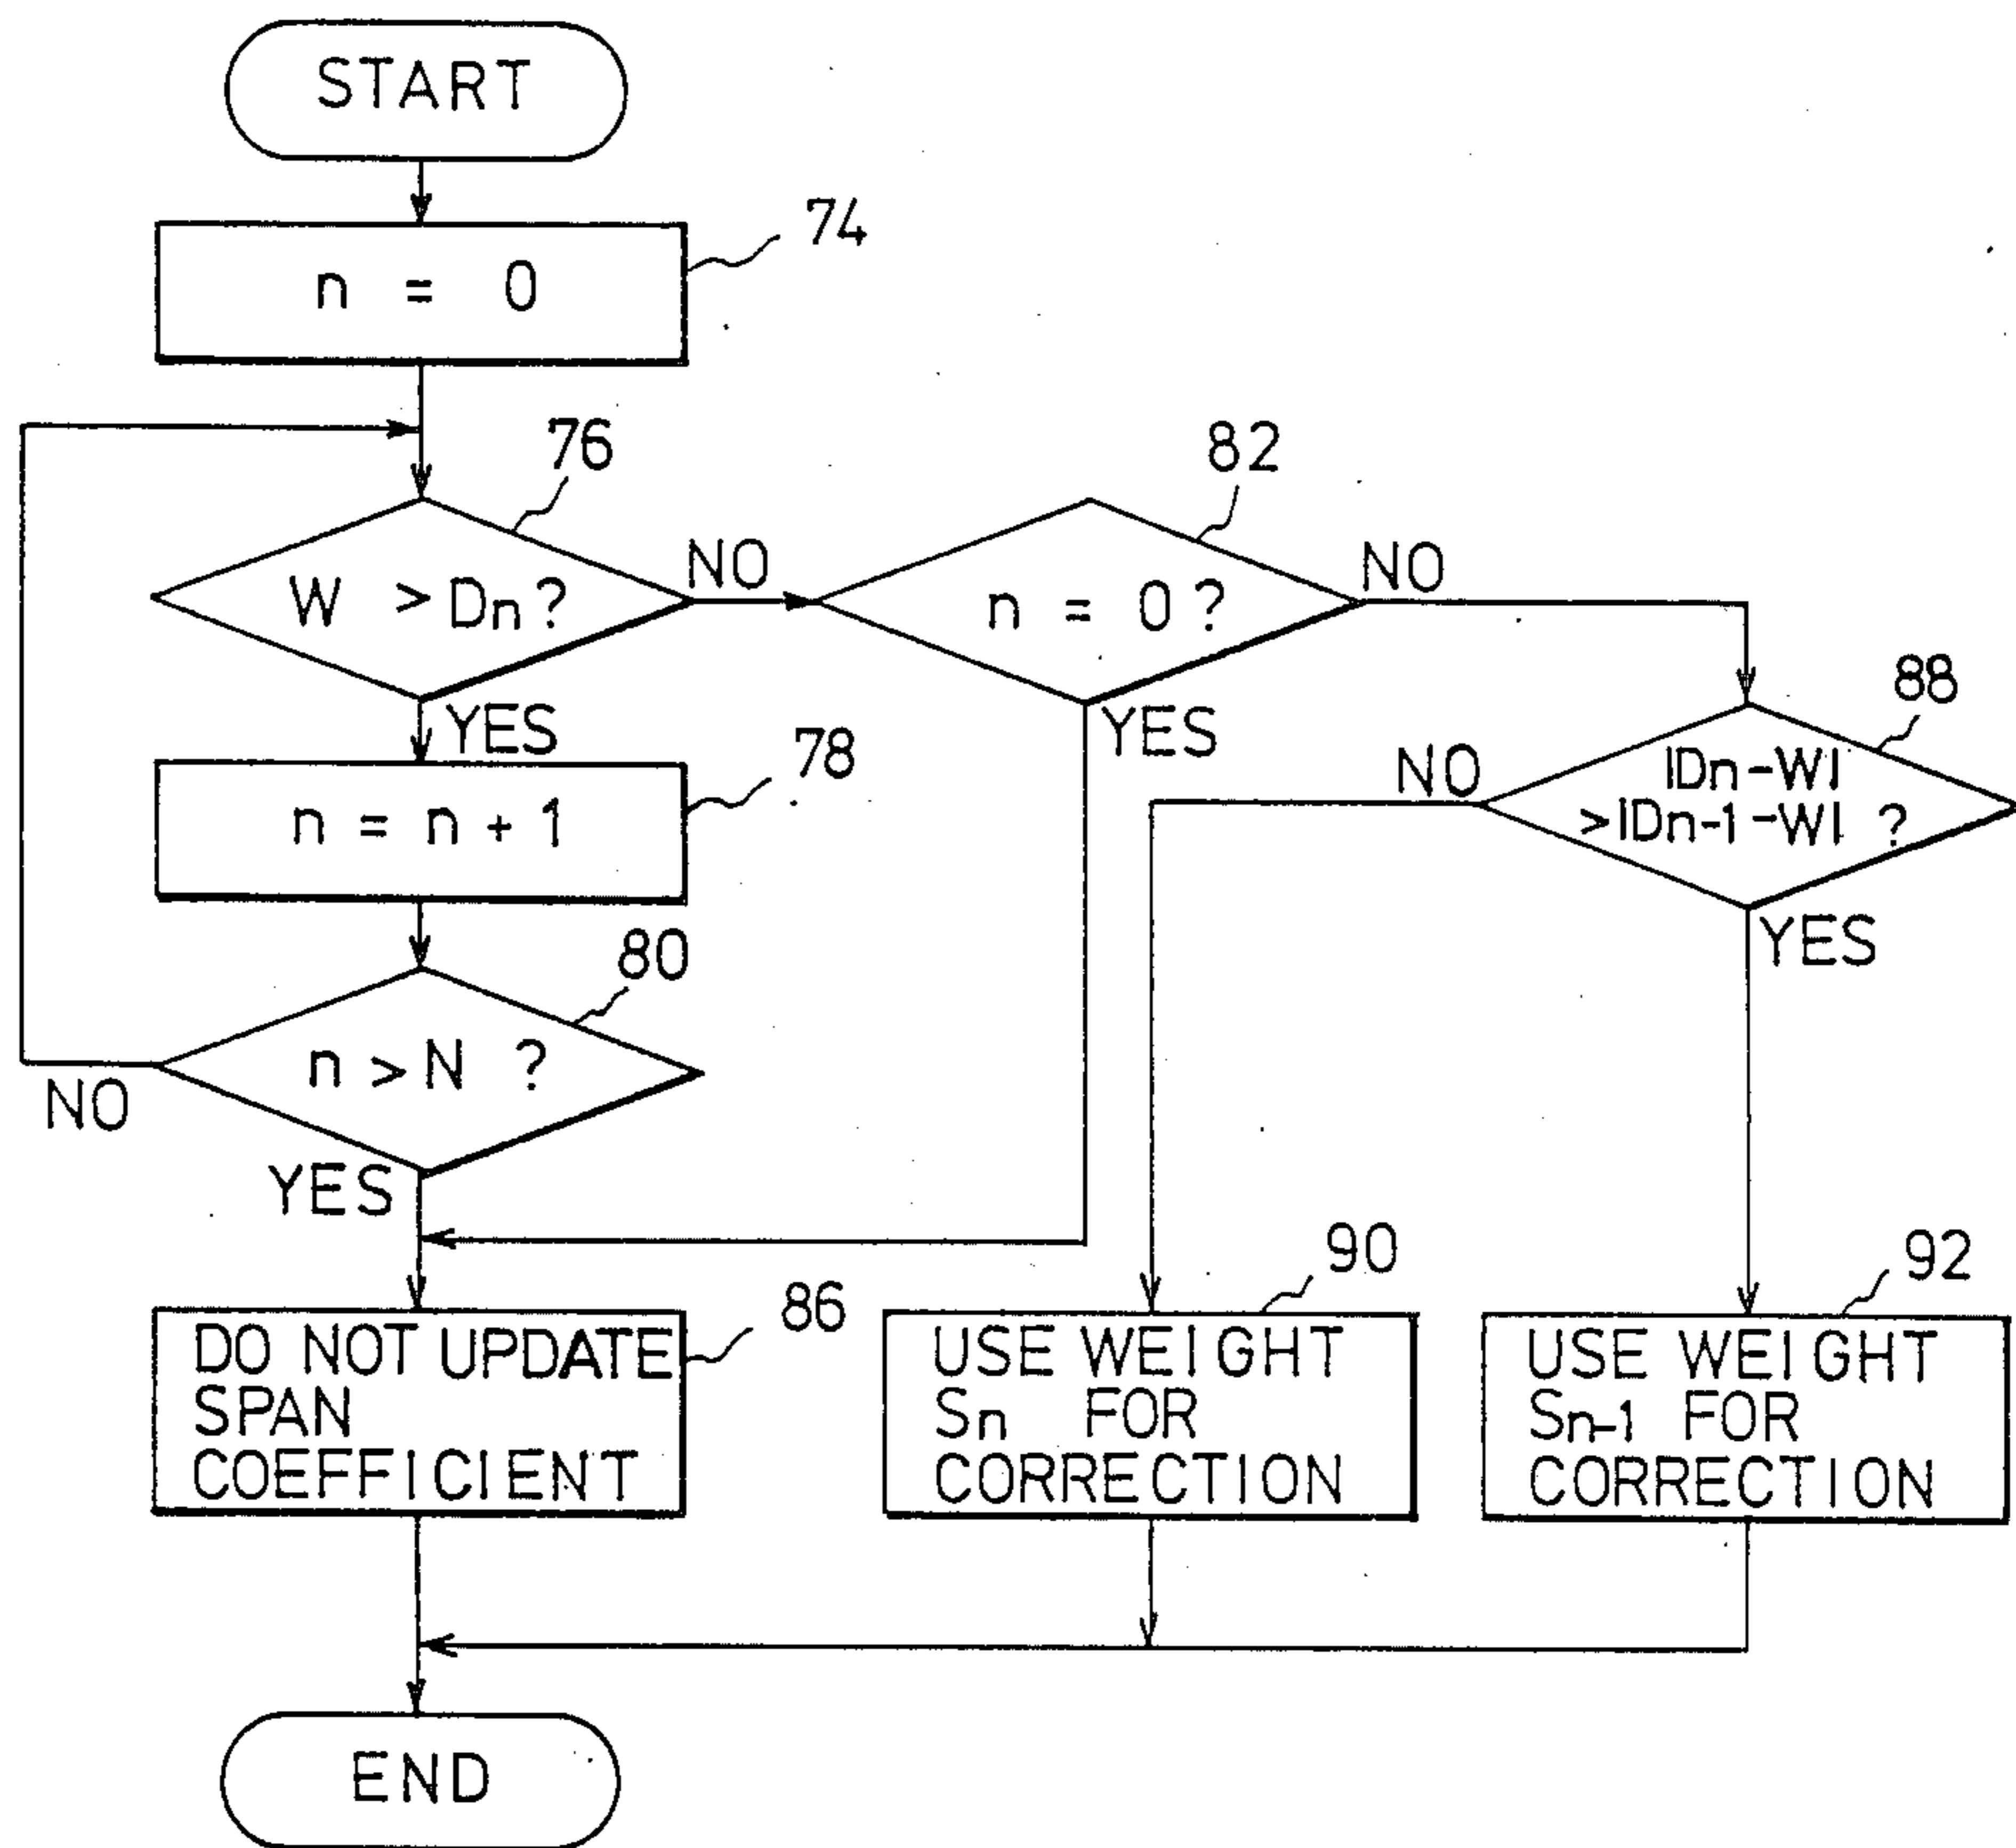 START
74
n = 0
76
82
W > Dn ?
NO
n = 0 ?
NO
88
YES
YES
78
n = n + 1
NO
|Dn-W|
>|Dn-1-W| ?
YES
80
n > N ?
NO
YES
90
92
86
DO NOT UPDATE
SPAN
COEFFICIENT
USE WEIGHT
Sn FOR
CORRECTION
USE WEIGHT
Sn-1 FOR
CORRECTION
END